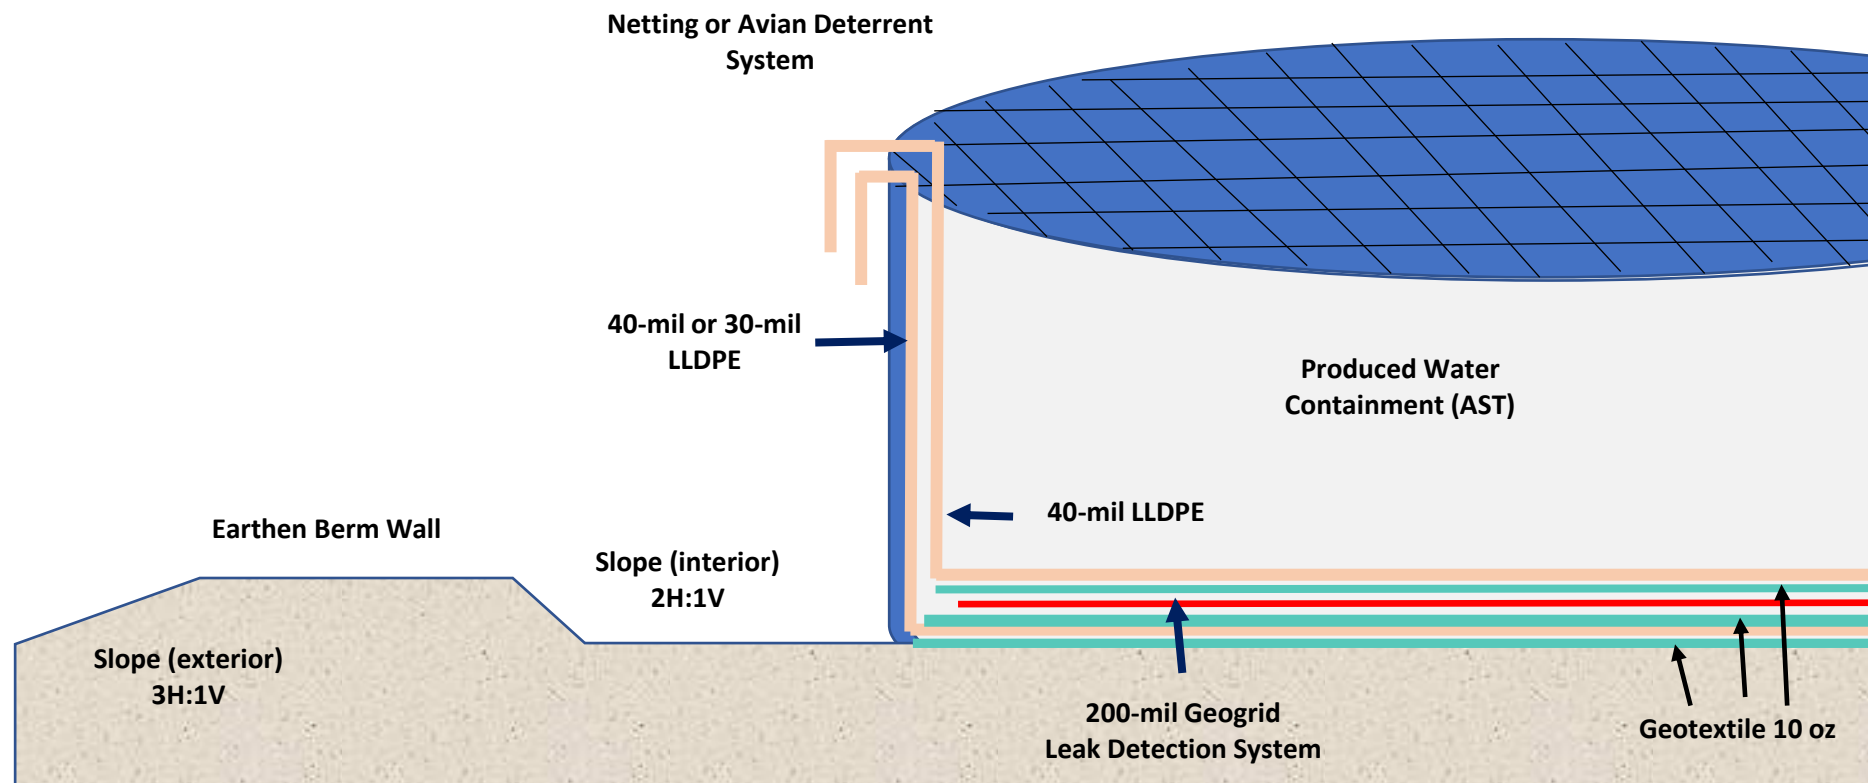 Netting or Avian Deterrent
System
40-mil or 30-mil
LLDPE
Produced Water
Containment (AST)
40-mil LLDPE
Earthen Berm Wall
Slope (interior)
2H:1V
Slope (exterior)
3H:1V
200-mil Geogrid
Leak Detection System
Geotextile 10 oz